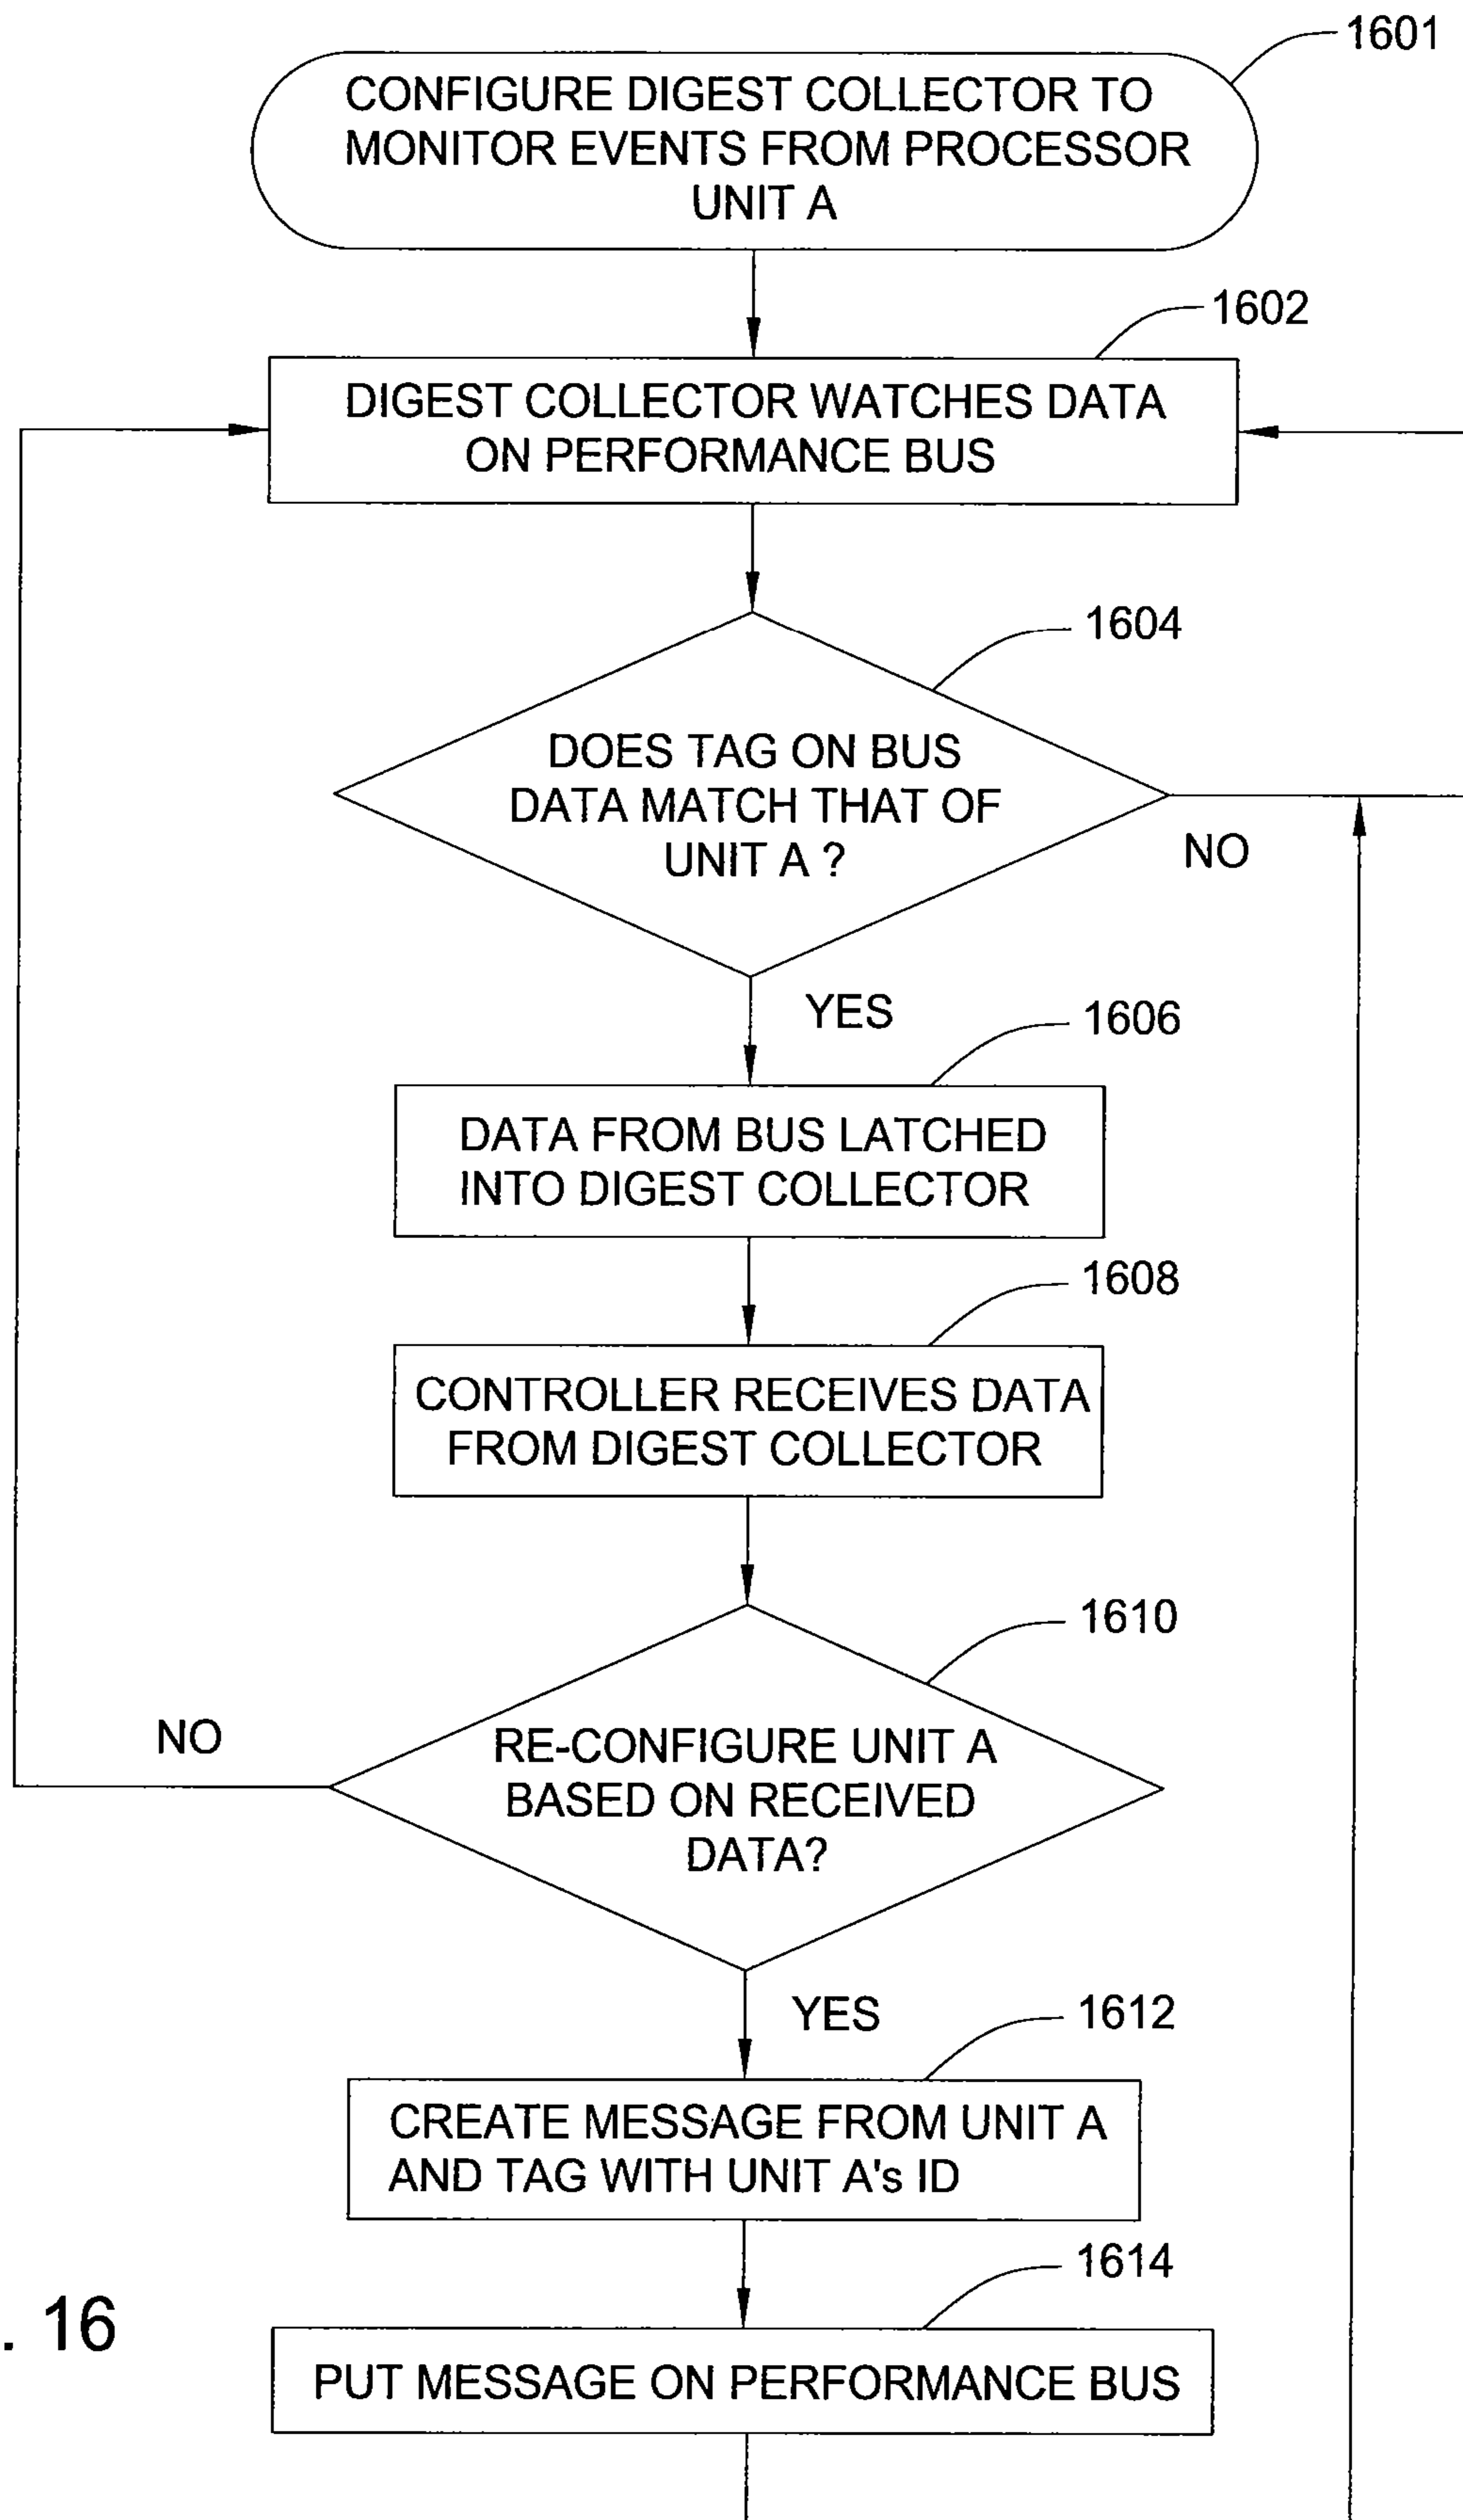 1601
CONFIGURE DIGEST COLLECTOR TO
MONITOR EVENTS FROM PROCESSOR
UNIT A
1602
DIGEST COLLECTOR WATCHES DATA
ON PERFORMANCE BUS
1604
DOES TAG ON BUS
DATA MATCH THAT OF
UNIT A ?
NO
YES
1606
DATA FROM BUS LATCHED
INTO DIGEST COLLECTOR
1608
CONTROLLER RECEIVES DATA
FROM DIGEST COLLECTOR
1610
NO
RE-CONFIGURE UNIT A
BASED ON RECEIVED
DATA?
YES
1612
CREATE MESSAGE FROM UNIT A
AND TAG WITH UNIT A's ID
1614
. 16
PUT MESSAGE ON PERFORMANCE BUS